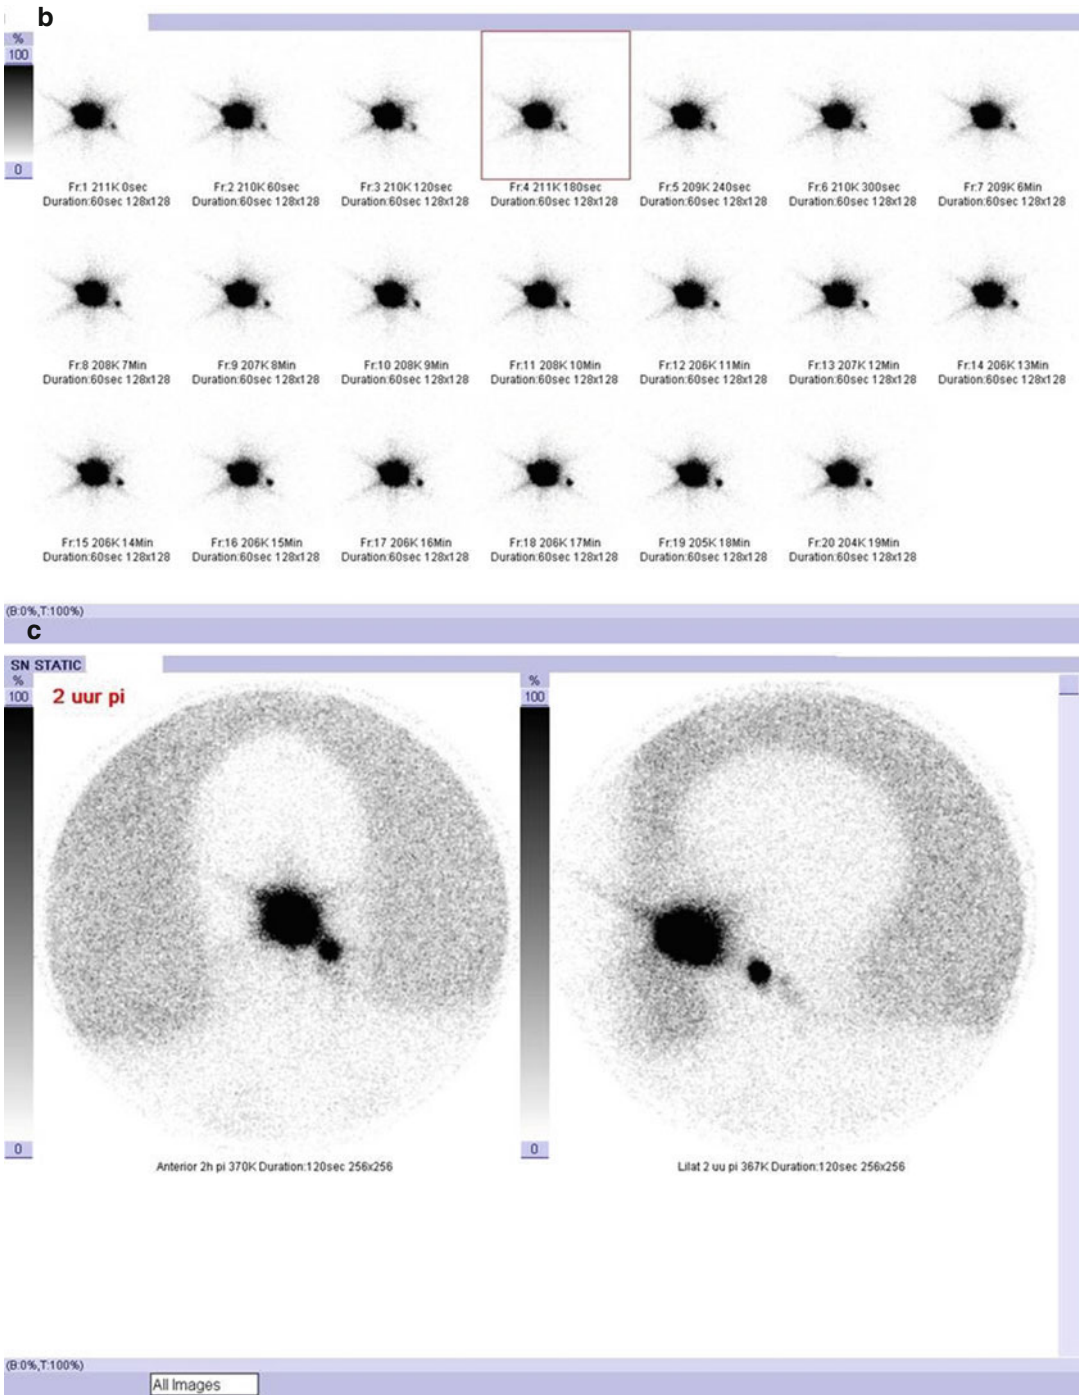 b
%
100
0
Fr:1 211K 0sec
Duration:60sec 128x128
Fr:2 210K 60sec
Duration:60sec 128x128
Fr:3 210K 120sec
Duration:60sec 128x128
Fr:4 211K 180sec
Duration:60sec 128x128
Fr:5 209K 240sec
Duration:60sec 128x128
Fr:6 210K 300sec
Duration:60sec 128x128
Fr:7 209K 6Min
Duration:60sec 128x128
Fr:8 208K 7Min
Duration:60sec 128x128
Fr:9 207K 8Min
Duration:60sec 128x128
Fr:10 208K 9Min
Duration:60sec 128x128
Fr:11 208K 10Min
Duration:60sec 128x128
Fr:12 206K 11Min
Duration:60sec 128x128
Fr:13 207K 12Min
Duration:60sec 128x128
Fr:14 206K 13Min
Duration:60sec 128x128
Fr:15 206K 14Min
Duration:60sec 128x128
Fr:16 206K 15Min
Duration:60sec 128x128
Fr:17 206K 16Min
Duration:60sec 128x128
Fr:18 206K 17Min
Duration:60sec 128x128
Fr:19 205K 18Min
Duration:60sec 128x128
Fr:20 204K 19Min
Duration:60sec 128x128
(B:0%,T:100%)
c
SN STATIC
%
100
2 uur pi
0
Anterior 2h pi 370K Duration:120sec 256x256
%
100
0
Lilat 2 uu pi 367K Duration:120sec 256x256
(B:0%,T:100%)
All Images